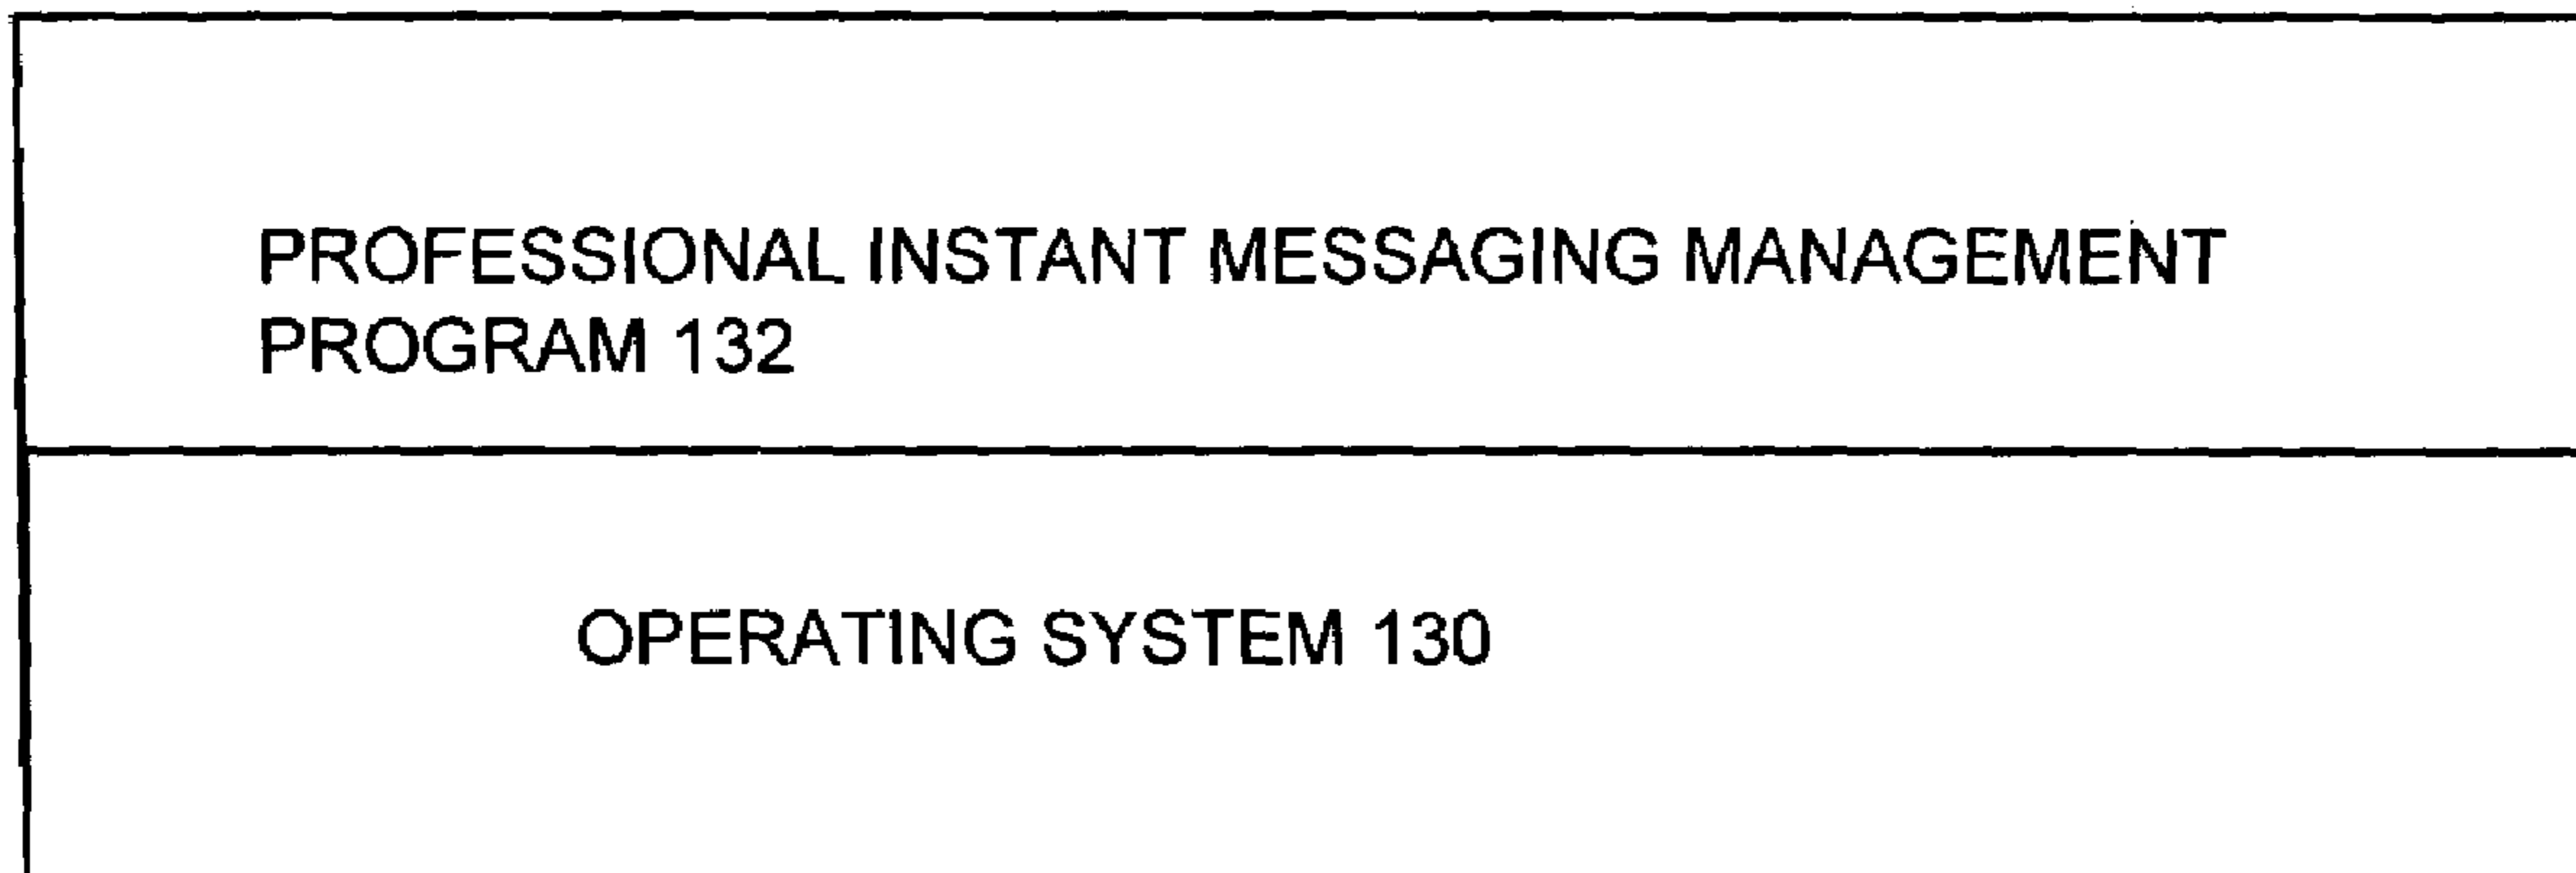 PROFESSIONAL INSTANT MESSAGING MANAGEMENT
PROGRAM 132
OPERATING SYSTEM 130